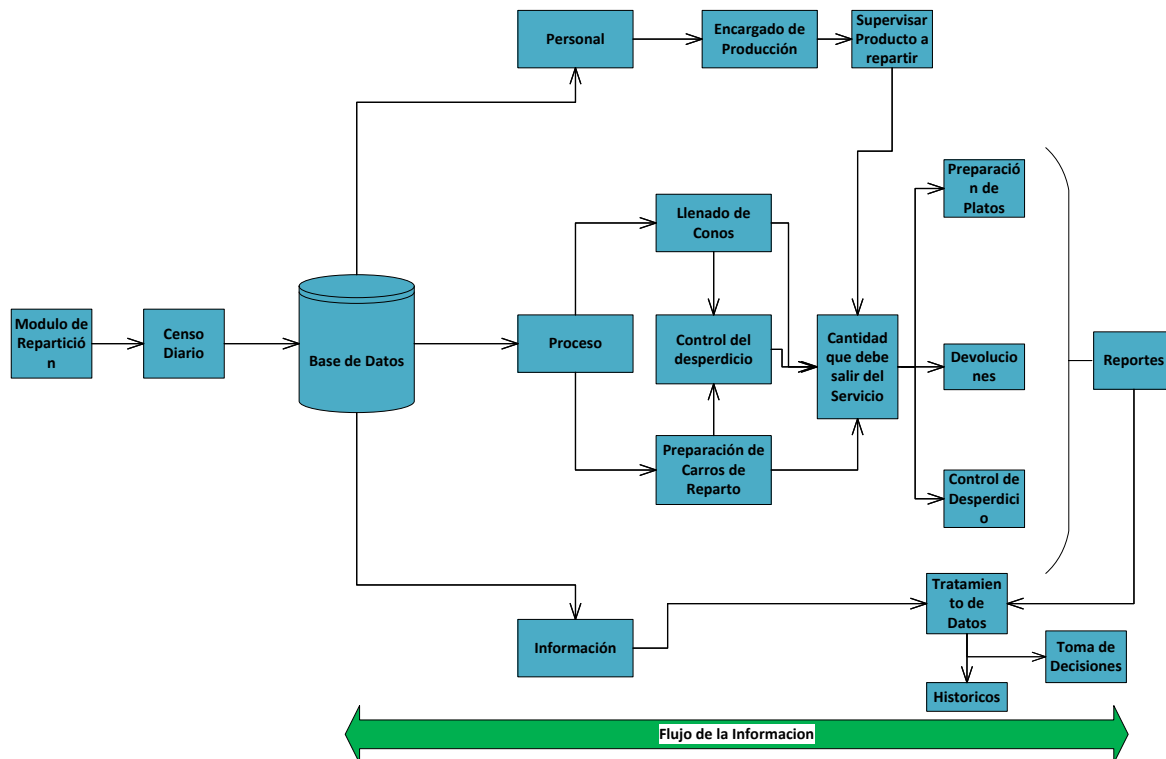 Personal
Encargado de
Producción
Supervisar
Producto a
repartir
Preparació
n de
Platos
Llenado de
Conos
Modulo de
Repartició
n
Censo
Diario
Base de Datos
Proceso
Control del
desperdicio
Cantidad
que debe
salir del
Servicio
Devolucio
nes
Reportes
Preparación de
Carros de
Reparto
Control de
Desperdici
o
Información
Tratamien
to de
Datos
Toma de
Decisiones
Historicos
Flujo de la Informacion